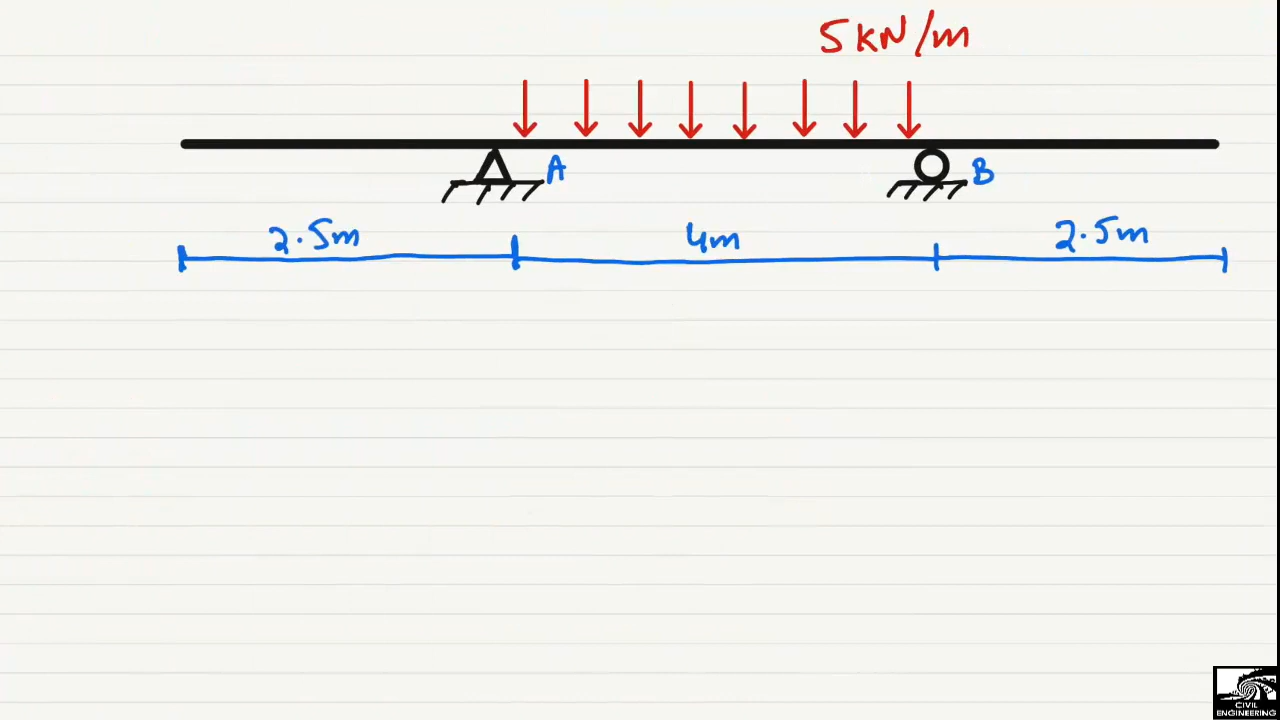 5 kN/m
A
B
2.5m
4m
2.5m
CIVIL
ENGINEERING